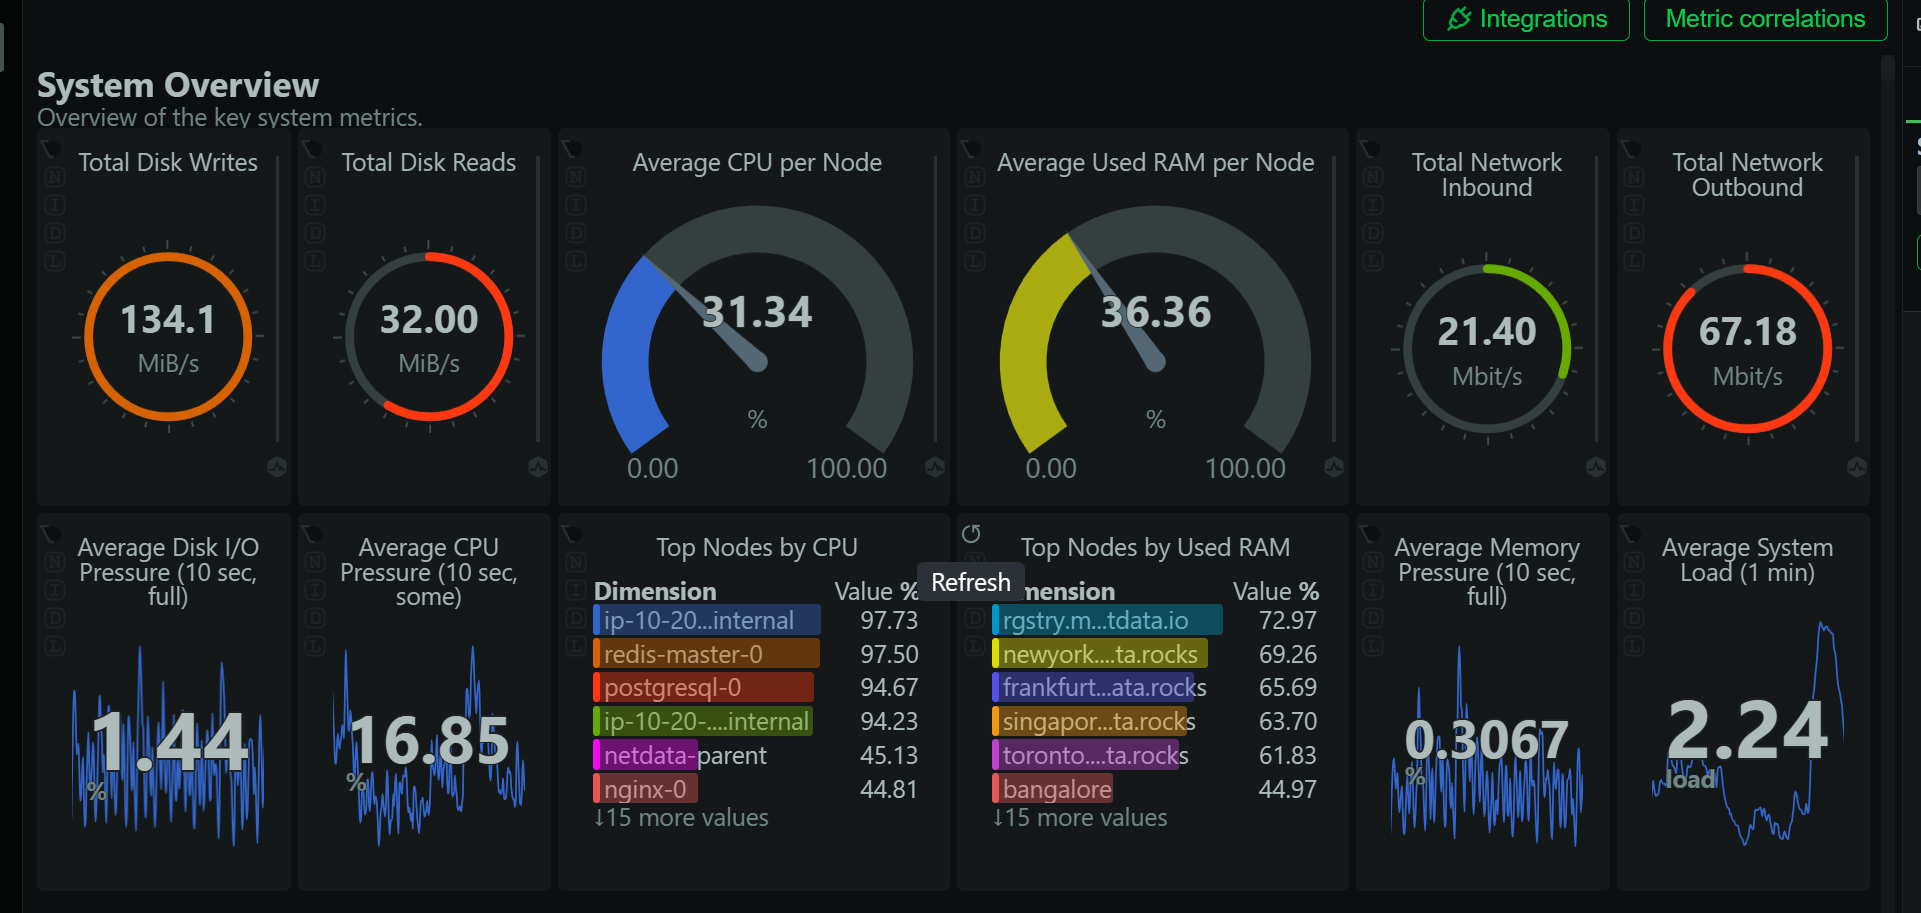 Integrations
Metric correlations
System Overview
Overview of the key system metrics.
Total Disk Writes
N
I
D
L
134.1
MiB/s
Total Disk Reads
N
I
D
L
32.00
MiB/s
Average CPU per Node
N
I
D
L
31.34
%
0.00 100.00
Average Used RAM per Node
N
I
D
L
36.36
%
0.00 100.00
Total Network
Inbound
N
I
D
L
21.40
Mbit/s
Total Network
Outbound
N
I
D
L
67.18
Mbit/s
Average Disk I/O
Pressure (10 sec,
full)
N
I
D
L
1.44
%
Average CPU
Pressure (10 sec,
some)
N
I
D
L
16.85
%
Top Nodes by CPU
N
I
D
L
Dimension Value %
ip-10-20...internal 97.73
redis-master-0 97.50
postgresql-0 94.67
ip-10-20-....internal 94.23
netdata-parent 45.13
nginx-0 44.81
↓15 more values
Top Nodes by Used RAM
Refresh
D
L
mension Value %
rgstry.m...tdata.io 72.97
newyork....ta.rocks 69.26
frankfurt...ata.rocks 65.69
singapor...ta.rocks 63.70
toronto....ta.rocks 61.83
bangalore 44.97
↓15 more values
Average Memory
Pressure (10 sec,
full)
N
I
D
L
0.3067
%
Average System
Load (1 min)
N
I
D
L
2.24
load